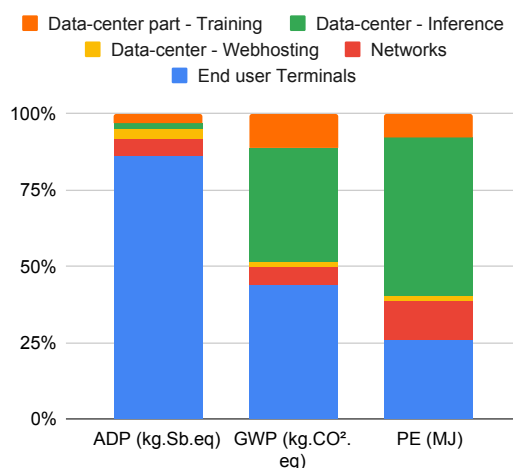 Data-center part - Training
Data-center - Inference
Data-center - Webhosting
Networks
End user Terminals
100%
75%
50%
25%
0%
ADP (kg.Sb.eq)
GWP (kg.CO².
eq)
PE (MJ)